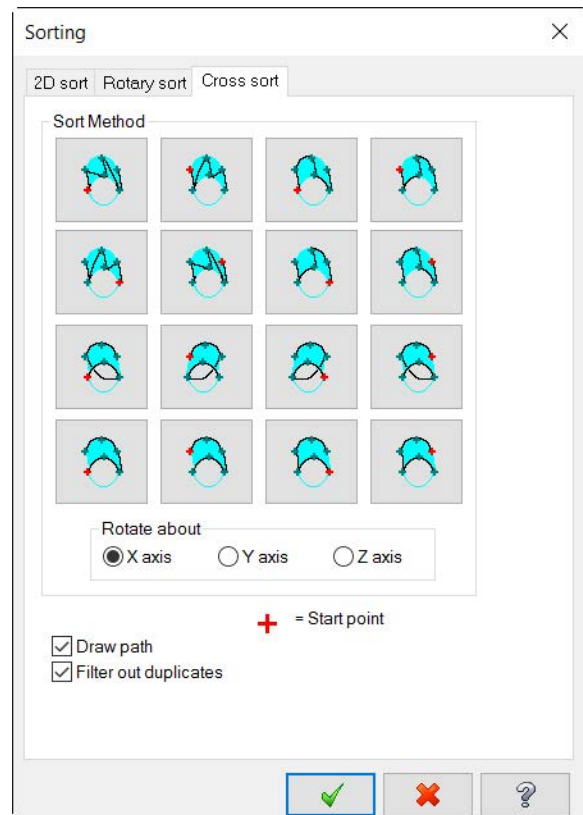 Sorting
2D sort Rotary sort Cross sort
Sort Method
Rotate about
X axis Y axis Z axis
= Start point
Draw path
Filter out duplicates